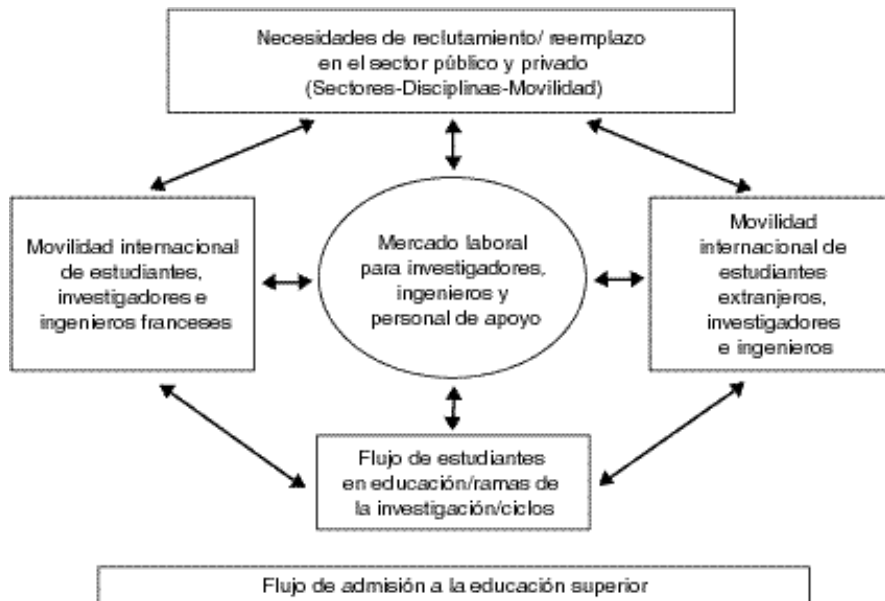 Necesidades de reclutamiento/ reemplazo
en el sector público y privado
(Sectores-Disciplinas-Movilidad)
Movilidad internacional
de estudiantes,
investigadores e
ingenieros franceses
Mercado laboral
para investigadores,
ingenieros y
personal de apoyo
Movilidad
internacional de
estudiantes
extranjeros,
investigadores
e ingenieros
Flujo de estudiantes
en educación/ramas de
la investigación/ciclos
Flujo de admisión a la educación superior